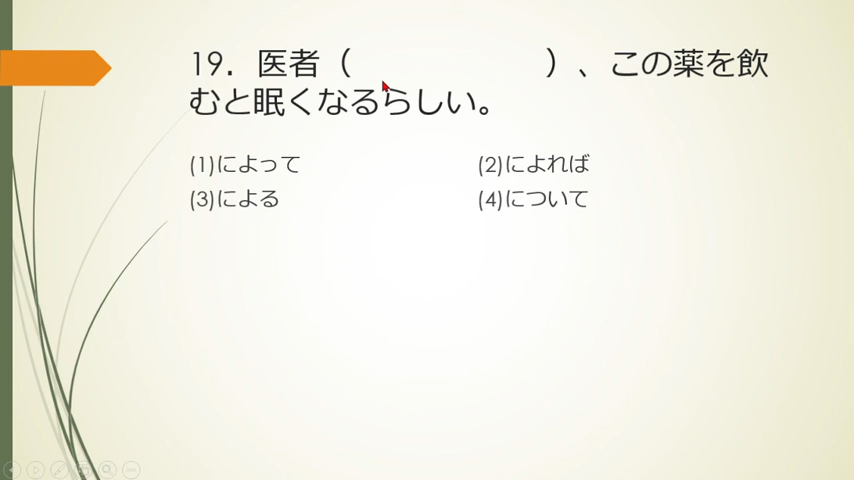 19．医者（　　　　　　）、この薬を飲
むと眠くなるらしい。
(1)によって　(2)によれば
(3)による　(4)について